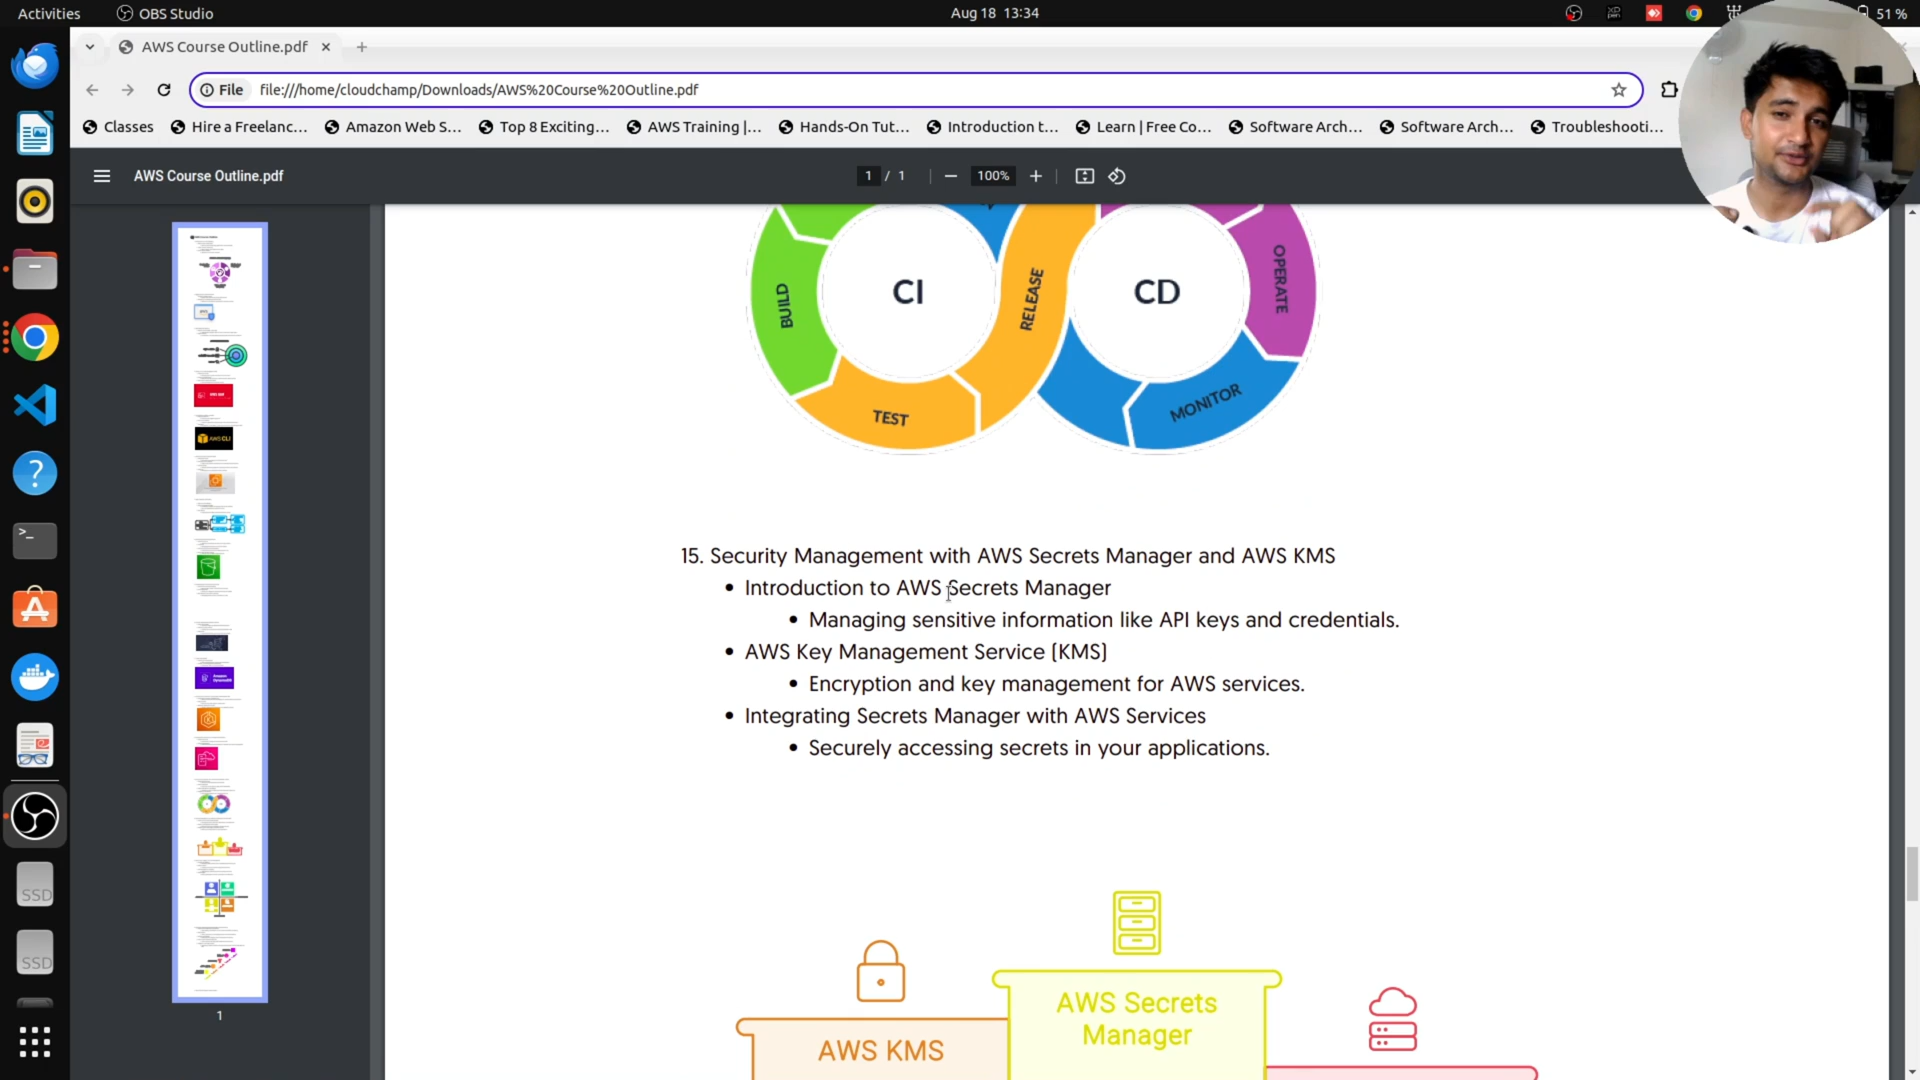 Activities
OBS Studio
Aug 18 13:34
51 %
AWS Course Outline.pdf
File
file:///home/cloudchamp/Downloads/AWS%20Course%20Outline.pdf
Classes
Hire a Freelanc...
Amazon Web S...
Top 8 Exciting...
AWS Training |...
Hands-On Tut...
Introduction t...
Learn | Free Co...
Software Arch...
Software Arch...
Troubleshooti...
AWS Course Outline.pdf
1 / 1
100%
CI
CD
BUILD
TEST
RELEASE
OPERATE
MONITOR
15. Security Management with AWS Secrets Manager and AWS KMS
• Introduction to AWS Secrets Manager
• Managing sensitive information like API keys and credentials.
• AWS Key Management Service (KMS)
• Encryption and key management for AWS services.
• Integrating Secrets Manager with AWS Services
• Securely accessing secrets in your applications.
AWS Secrets
Manager
AWS KMS
AWS CLI
SSD
SSD
1